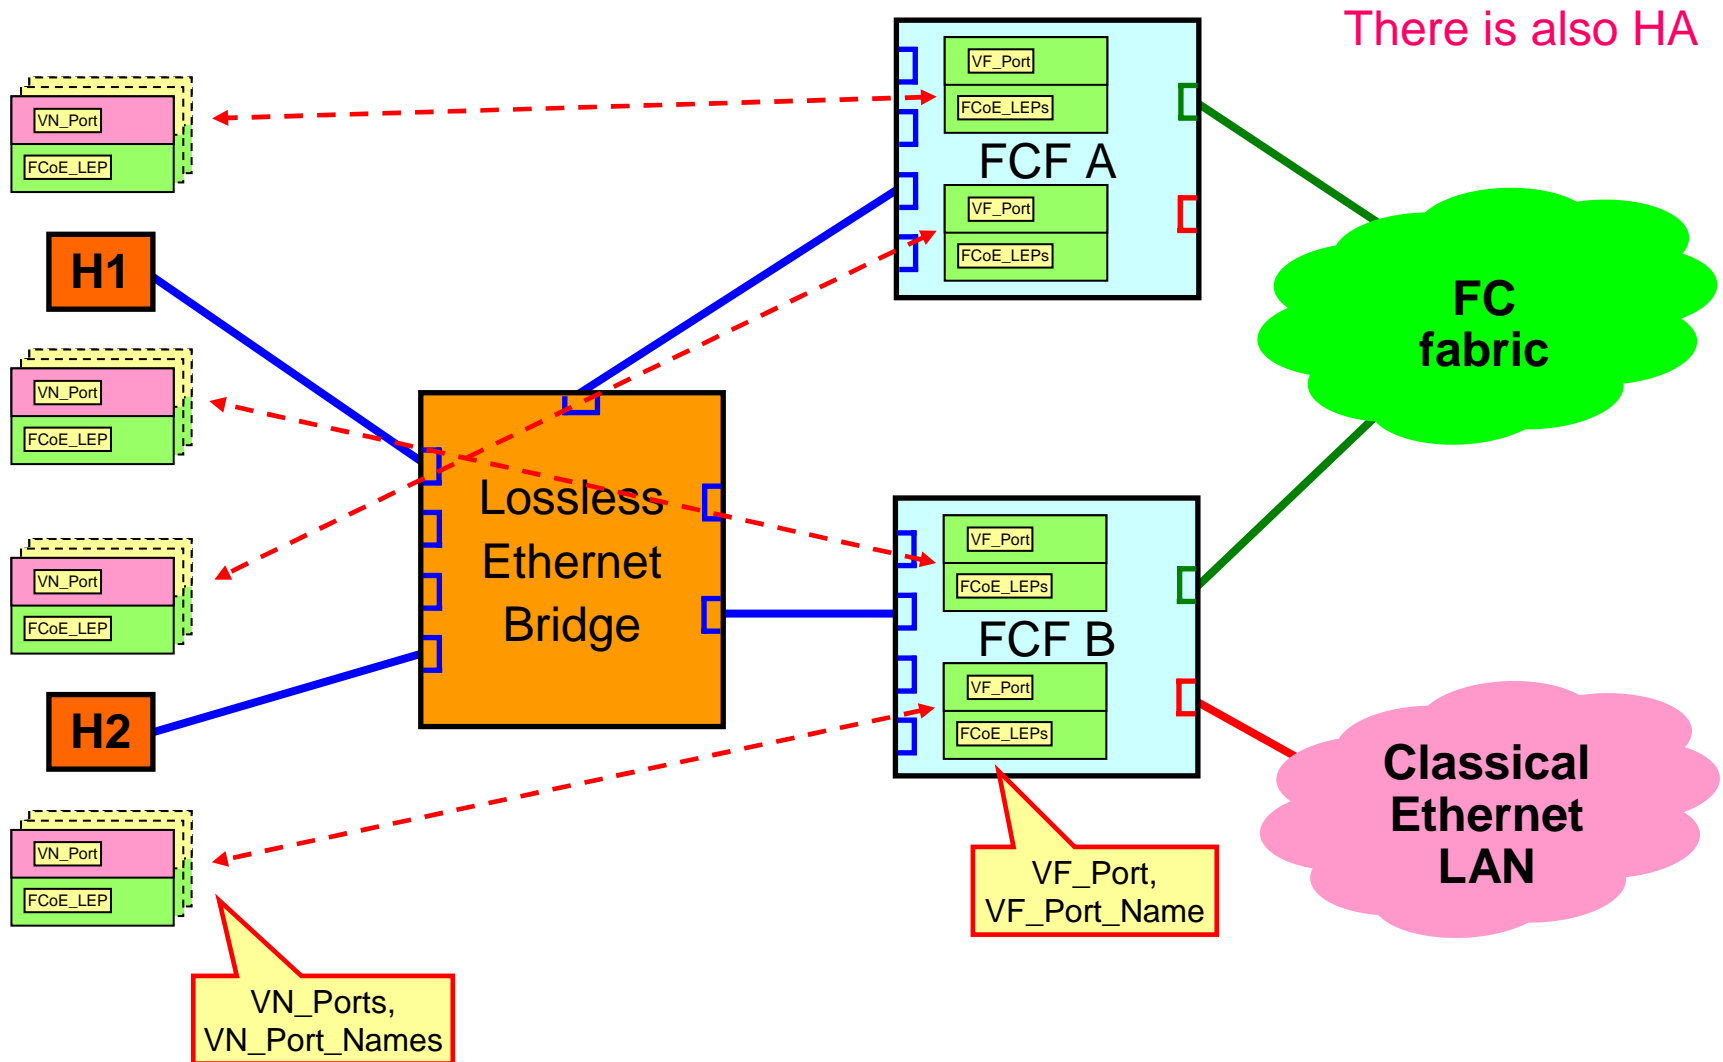 There is also HA
VF_Port
FCoE_LEPs
FCF A
VF_Port
FCoE_LEPs
VN_Port
FCoE_LEP
H1
VN_Port
FCoE_LEP
VN_Port
FCoE_LEP
H2
VN_Port
FCoE_LEP
Lossless
Ethernet
Bridge
FC
fabric
VF_Port
FCoE_LEPs
FCF B
VF_Port
FCoE_LEPs
Classical
Ethernet
LAN
VF_Port,
VF_Port_Name
VN_Ports,
VN_Port_Names